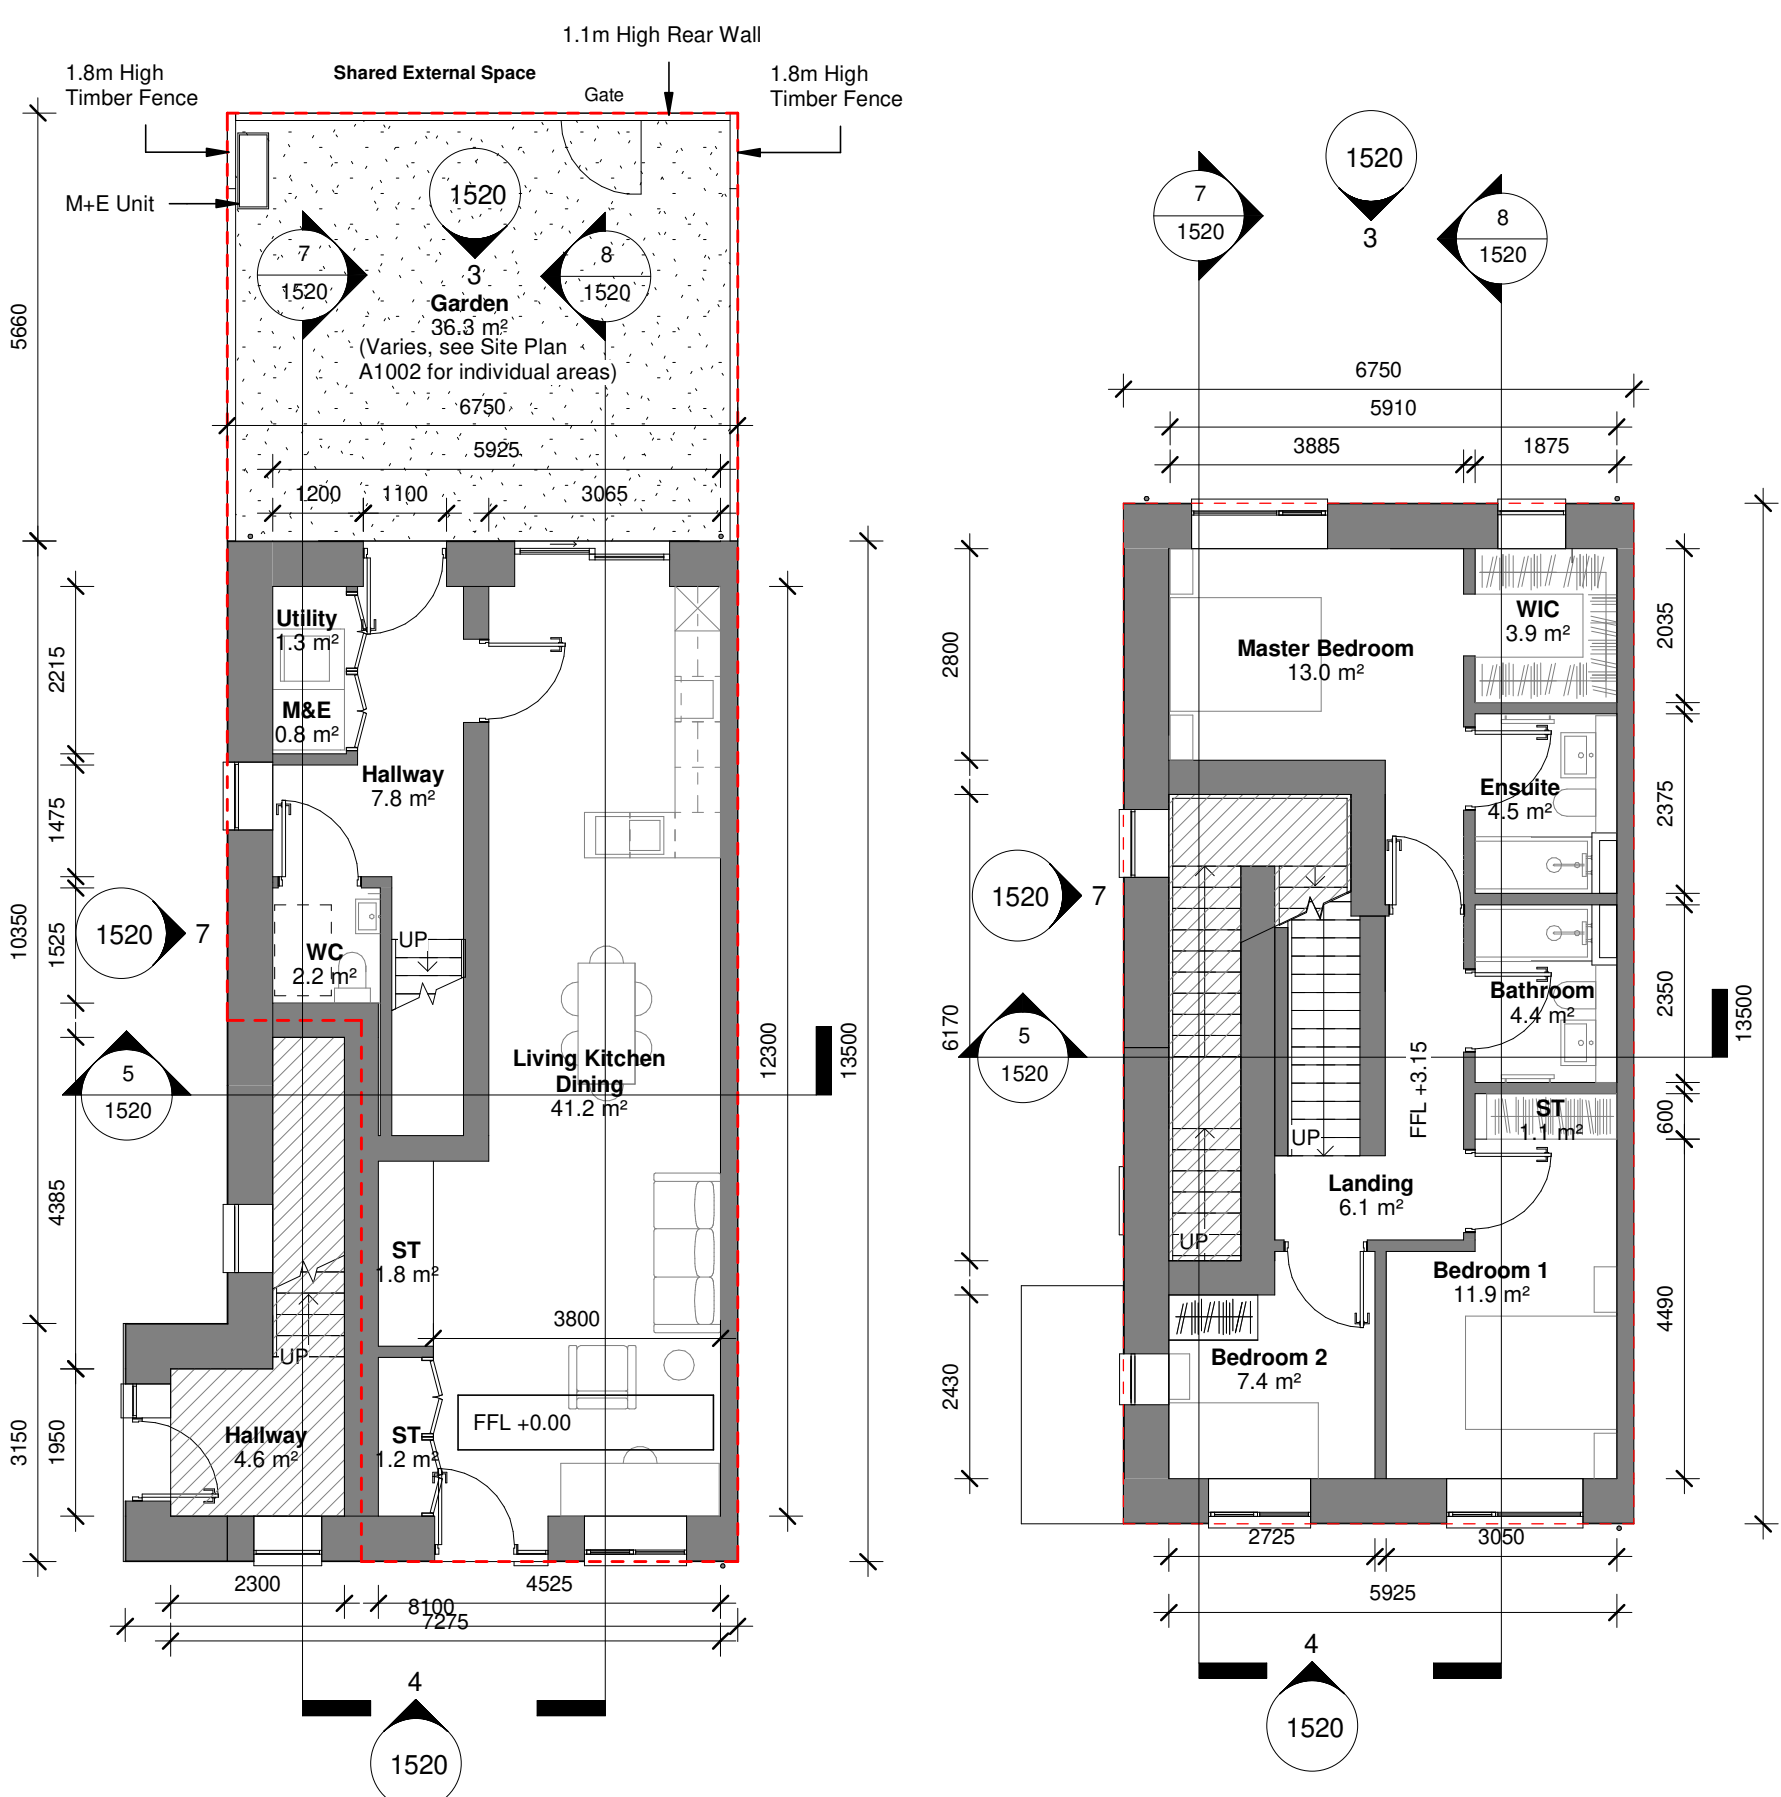 1.1m High Rear Wall
1.8m High
Timber Fence
Shared External Space
Gate
1.8m High
Timber Fence
M+E Unit
1520
3
7
1520
8
1520
Garden
36.3 m²
(Varies, see Site Plan
A1002 for individual areas)
5660
6750
5925
1200
1100
3065
Utility
1.3 m²
M&E
0.8 m²
Hallway
7.8 m²
WC
2.2 m²
UP
2215
1475
1525
10350
4385
3150
1950
1520
7
5
1520
Living Kitchen
Dining
41.2 m²
12300
13500
ST
1.8 m²
3800
UP
FFL +0.00
Hallway
4.6 m²
ST
1.2 m²
2300
4525
8100
7275
4
1520
1520
3
7
1520
8
1520
6750
5910
3885
1875
Master Bedroom
13.0 m²
WIC
3.9 m²
Ensuite
4.5 m²
Bathroom
4.4 m²
ST
1.1 m²
FFL +3.15
UP
UP
Landing
6.1 m²
Bedroom 1
11.9 m²
Bedroom 2
7.4 m²
2800
6170
2430
1520
7
5
1520
2035
2375
2350
600
4490
13500
2725
3050
5925
4
1520